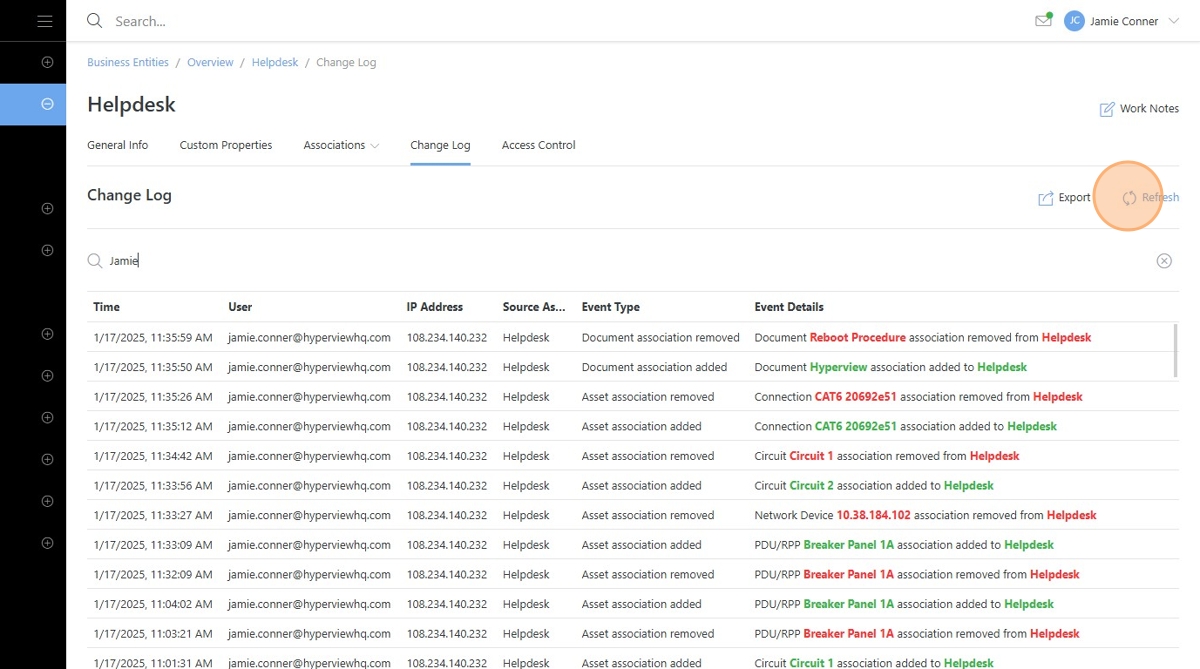 Search...
JC Jamie Conner
Business Entities / Overview / Helpdesk / Change Log
Helpdesk
Work Notes
General Info Custom Properties Associations Change Log Access Control
Change Log
Export Refresh
Jamie
Time User IP Address Source As... Event Type Event Details
1/17/2025, 11:35:59 AM jamie.conner@hyperviewhq.com 108.234.140.232 Helpdesk Document association removed Document Reboot Procedure association removed from Helpdesk
1/17/2025, 11:35:50 AM jamie.conner@hyperviewhq.com 108.234.140.232 Helpdesk Document association added Document Hyperview association added to Helpdesk
1/17/2025, 11:35:26 AM jamie.conner@hyperviewhq.com 108.234.140.232 Helpdesk Asset association removed Connection CAT6 20692e51 association removed from Helpdesk
1/17/2025, 11:35:12 AM jamie.conner@hyperviewhq.com 108.234.140.232 Helpdesk Asset association added Connection CAT6 20692e51 association added to Helpdesk
1/17/2025, 11:34:42 AM jamie.conner@hyperviewhq.com 108.234.140.232 Helpdesk Asset association removed Circuit Circuit 1 association removed from Helpdesk
1/17/2025, 11:33:56 AM jamie.conner@hyperviewhq.com 108.234.140.232 Helpdesk Asset association added Circuit Circuit 2 association added to Helpdesk
1/17/2025, 11:33:27 AM jamie.conner@hyperviewhq.com 108.234.140.232 Helpdesk Asset association removed Network Device 10.38.184.102 association removed from Helpdesk
1/17/2025, 11:33:09 AM jamie.conner@hyperviewhq.com 108.234.140.232 Helpdesk Asset association added PDU/RPP Breaker Panel 1A association added to Helpdesk
1/17/2025, 11:32:09 AM jamie.conner@hyperviewhq.com 108.234.140.232 Helpdesk Asset association removed PDU/RPP Breaker Panel 1A association removed from Helpdesk
1/17/2025, 11:04:02 AM jamie.conner@hyperviewhq.com 108.234.140.232 Helpdesk Asset association added PDU/RPP Breaker Panel 1A association added to Helpdesk
1/17/2025, 11:03:21 AM jamie.conner@hyperviewhq.com 108.234.140.232 Helpdesk Asset association removed PDU/RPP Breaker Panel 1A association removed from Helpdesk
1/17/2025, 11:01:31 AM jamie.conner@hyperviewhq.com 108.234.140.232 Helpdesk Asset association added Circuit Circuit 1 association added to Helpdesk